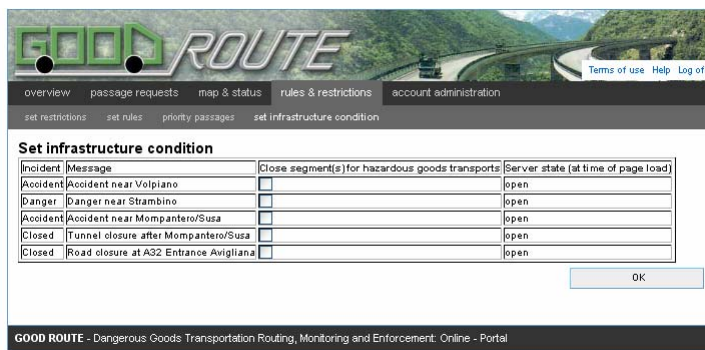 GOOD ROUTE
Terms of use Help Log of
overview passage requests map & status rules & restrictions account administration
set restrictions set rules priority passages set infrastructure condition
Set infrastructure condition
Incident Message Close segment(s) for hazardous goods transports Server state (at time of page load)
Accident Accident near Volpiano open
Danger Danger near Strambino open
Accident Accident near Mompantero/Susa open
Closed Tunnel closure after Mompantero/Susa open
Closed Road closure at A32 Entrance Avigliana open
OK
GOOD ROUTE - Dangerous Goods Transportation Routing, Monitoring and Enforcement: Online - Portal